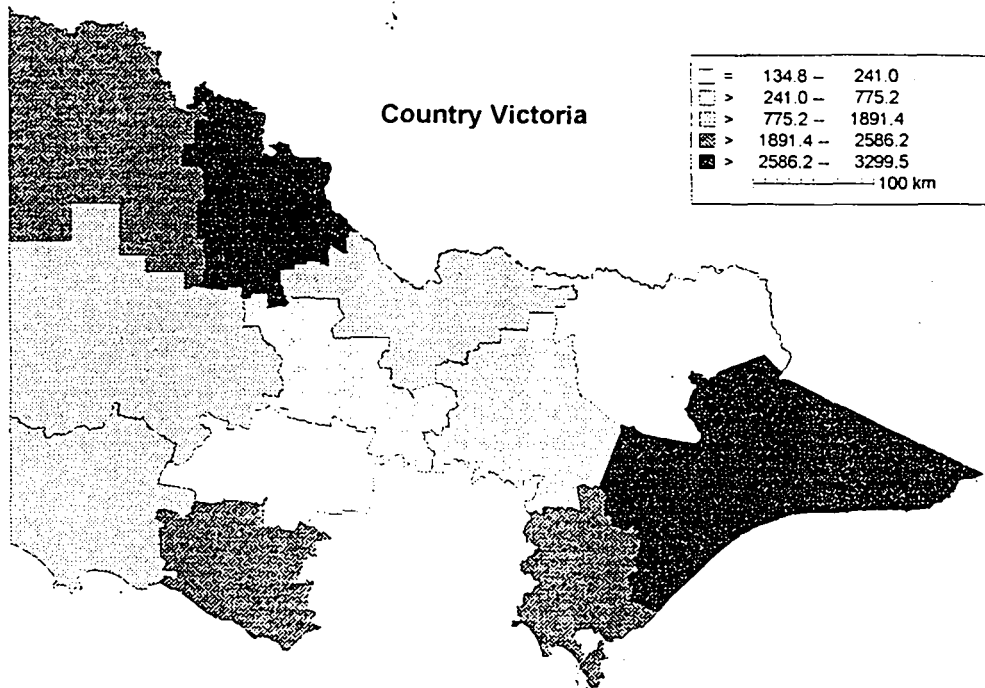 Country Victoria
= 134.8 – 241.0
> 241.0 – 775.2
> 775.2 – 1891.4
> 1891.4 – 2586.2
> 2586.2 – 3299.5
100 km